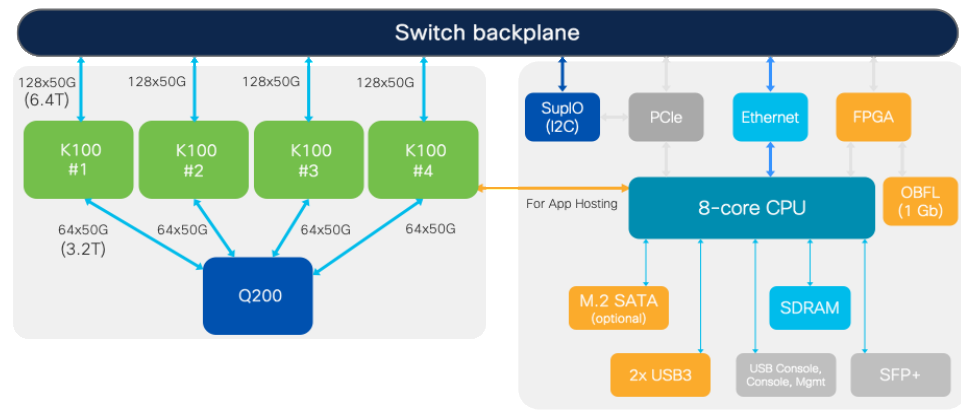 Switch backplane
128x50G
(6.4T)
128x50G
128x50G
128x50G
K100
#1
K100
#2
K100
#3
K100
#4
64x50G
(3.2T)
64x50G
64x50G
64x50G
Q200
SupIO
(I2C)
PCIe
Ethernet
FPGA
For App Hosting
8-core CPU
OBFL
(1 Gb)
M.2 SATA
(optional)
SDRAM
2x USB3
USB Console,
Console, Mgmt
SFP+